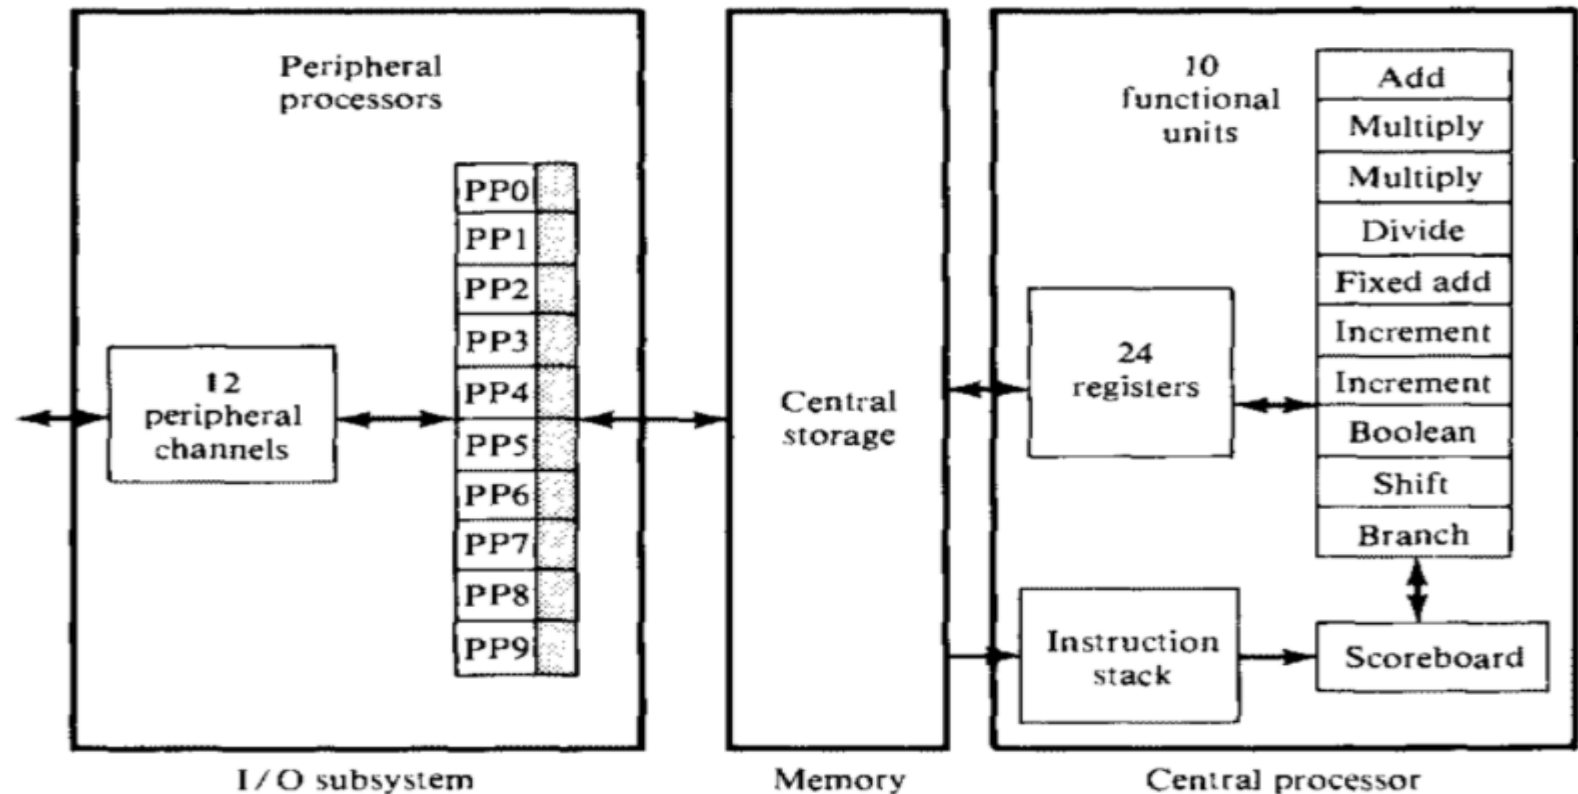 Peripheral
processors
PP0
PP1
PP2
PP3
PP4
PP5
PP6
PP7
PP8
PP9
12
peripheral
channels
I/O subsystem
Central
storage
Memory
10
functional
units
Add
Multiply
Multiply
Divide
Fixed add
Increment
Increment
Boolean
Shift
Branch
24
registers
Instruction
stack
Scoreboard
Central processor